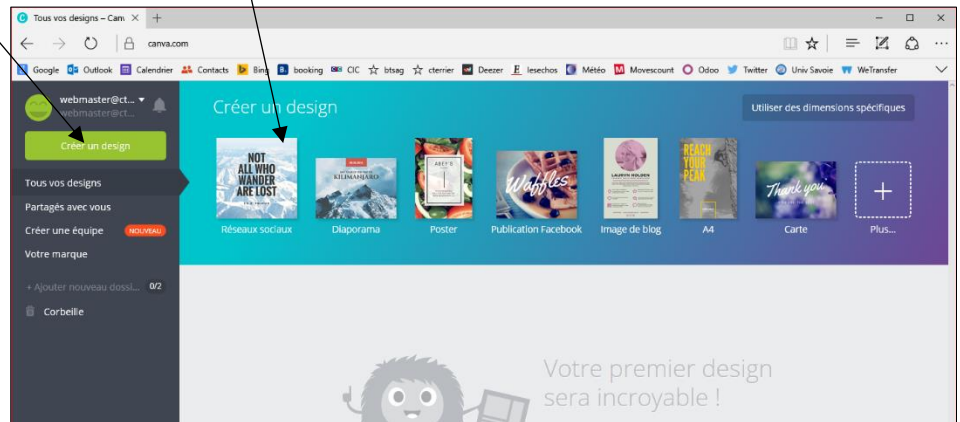 Tous vos designs – Can
canva.com
Google Outlook Calendrier Contacts Bing booking CIC btsag cterrier Deezer lesechos Météo Movescount Odoo Twitter Univ Savoie WeTransfer
webmaster@ct...
webmaster@ct...
Créer un design
Tous vos designs
Partagés avec vous
Créer une équipe NOUVEAU
Votre marque
+ Ajouter nouveau dossi... 0/2
Corbeille
Créer un design
Utiliser des dimensions spécifiques
NOT
ALL WHO
WANDER
ARE LOST
KILIMANJARO
ABBY'S
Waffles
LAURYN HOLDEN
REACH
YOUR
PEAK
Thank you
Réseaux sociaux Diaporama Poster Publication Facebook Image de blog A4 Carte Plus...
Votre premier design
sera incroyable !